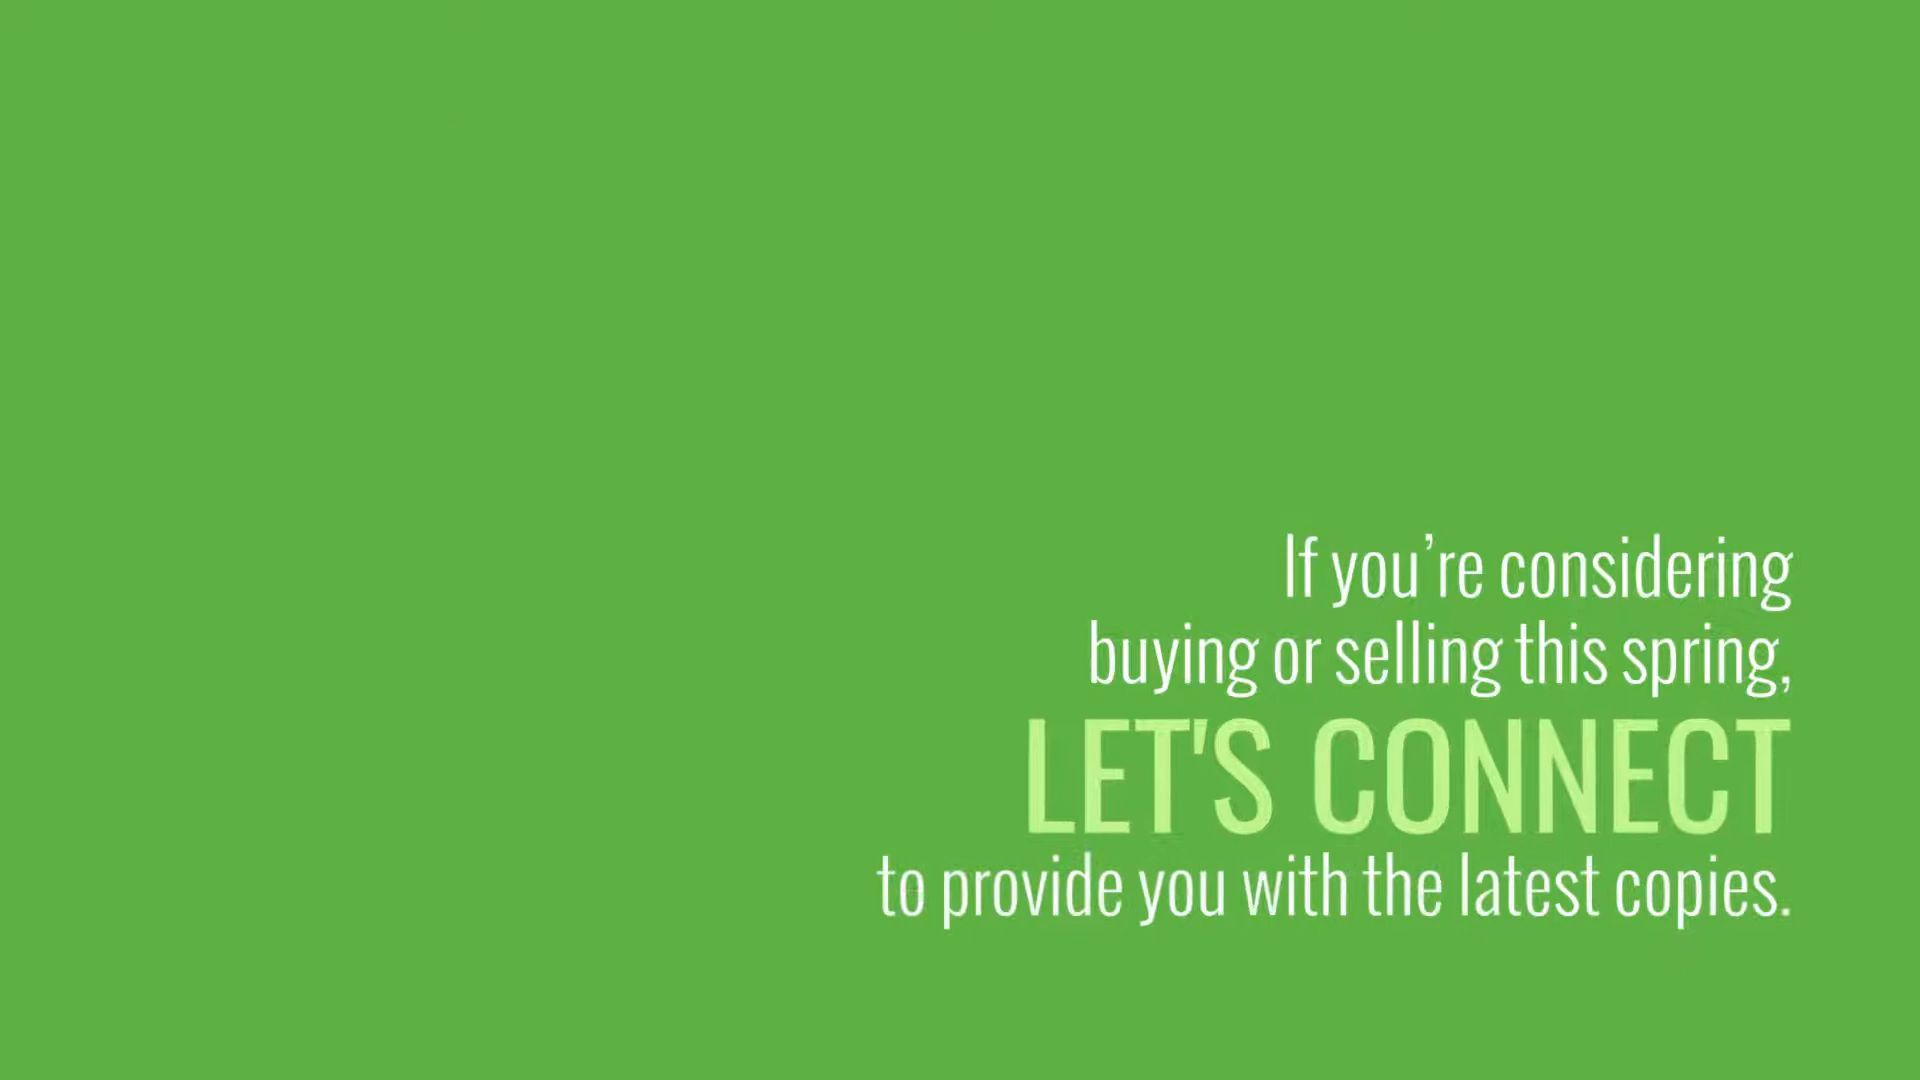 If you’re considering
buying or selling this spring,
LET'S CONNECT
to provide you with the latest copies.